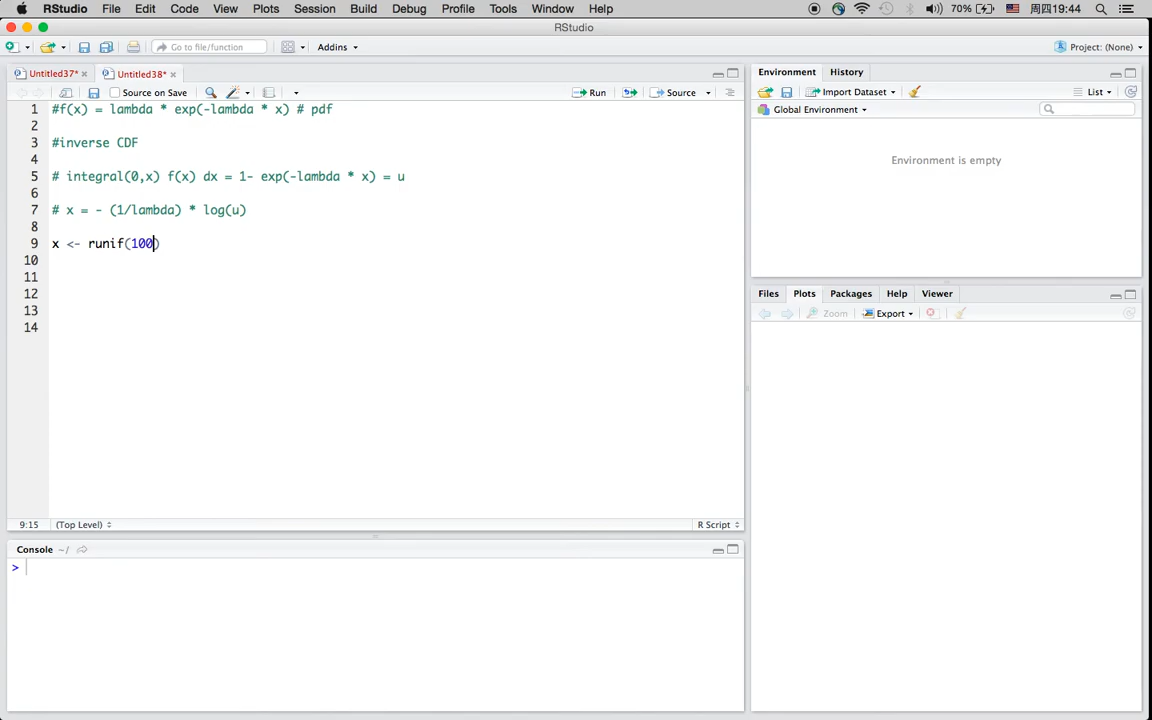 RStudio File Edit Code View Plots Session Build Debug Profile Tools Window Help 70% 周四19:44
RStudio
Go to file/function Addins Project: (None)
Untitled37* Untitled38*
Source on Save Run Source
1 #f(x) = lambda * exp(-lambda * x) # pdf
2
3 #inverse CDF
4
5 # integral(0,x) f(x) dx = 1- exp(-lambda * x) = u
6
7 # x = - (1/lambda) * log(u)
8
9 x <- runif(100)
10
11
12
13
14
9:15 (Top Level) R Script
Console ~/
>
Environment History
Import Dataset List
Global Environment
Environment is empty
Files Plots Packages Help Viewer
Zoom Export